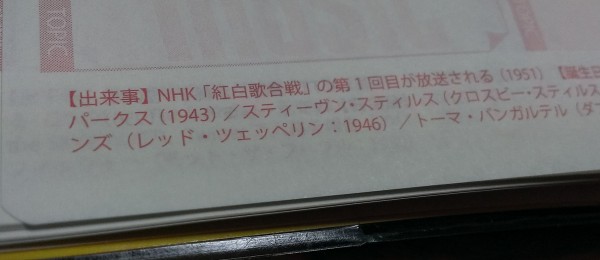 TOPIC
【出来事】NHK「紅白歌合戦」の第1回目が放送される(1951)【誕生日
パークス(1943)/スティーヴン・スティルス(クロスビー・スティルス
ンズ(レッド・ツェッペリン:1946)/トーマ・バンガルテル(ダフ